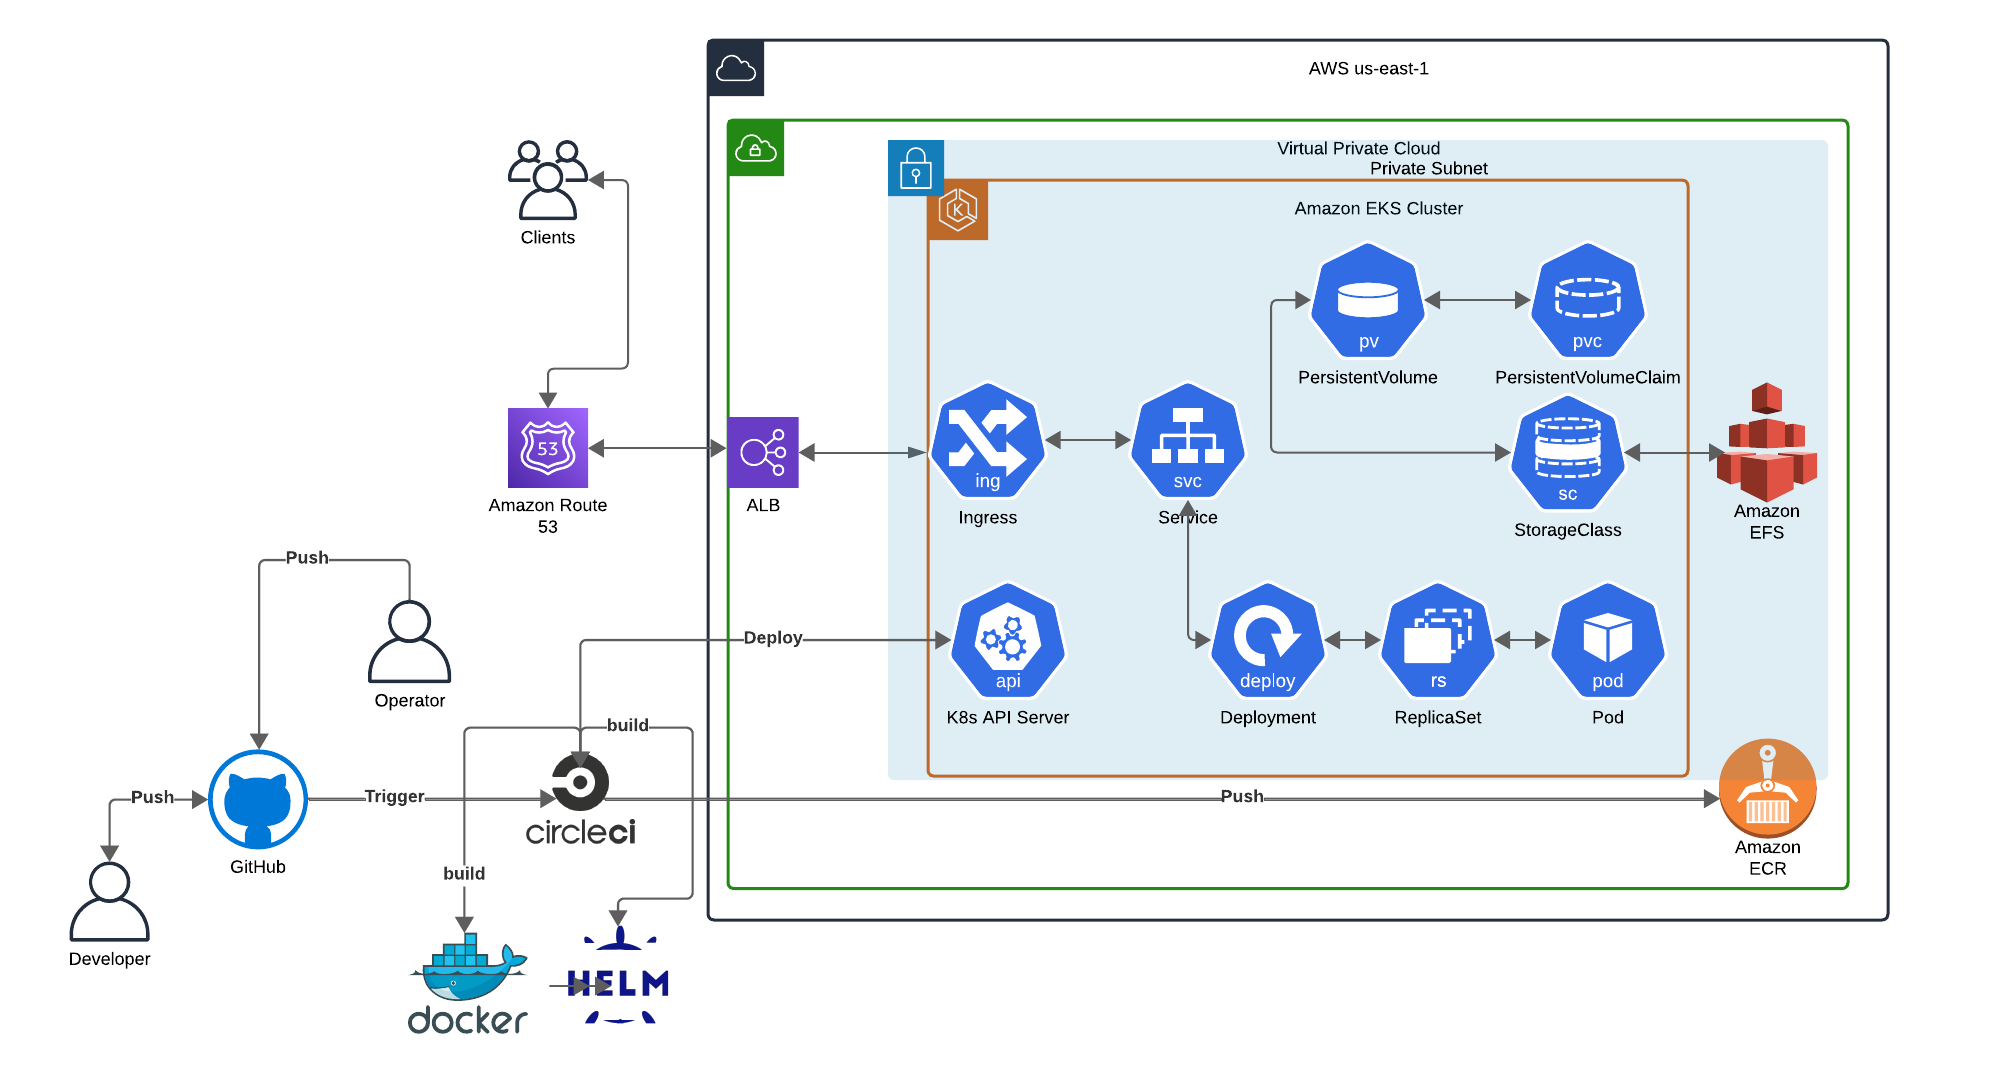 AWS us-east-1
Virtual Private Cloud
Private Subnet
Amazon EKS Cluster
Clients
pv
PersistentVolume
pvc
PersistentVolumeClaim
53
Amazon Route
53
ALB
ing
Ingress
svc
Service
sc
StorageClass
Amazon
EFS
Push
Operator
Deploy
api
K8s API Server
deploy
Deployment
rs
ReplicaSet
pod
Pod
build
Push
GitHub
Trigger
circleci
Push
Amazon
ECR
build
Developer
docker
HELM
K